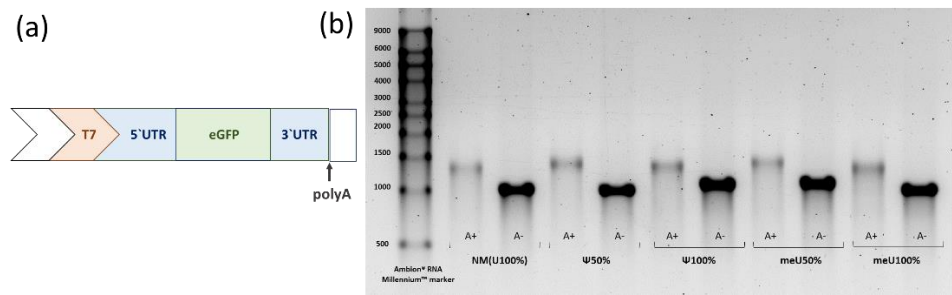 (a)
T7
5`UTR
eGFP
3`UTR
polyA
(b)
9000
6000
5000
4000
3000
2500
2000
1500
1000
500
A+
A-
A+
A-
A+
A-
A+
A-
A+
A-
NM(U100%)
Ψ50%
Ψ100%
meU50%
meU100%
Ambion® RNA
Millennium™ marker